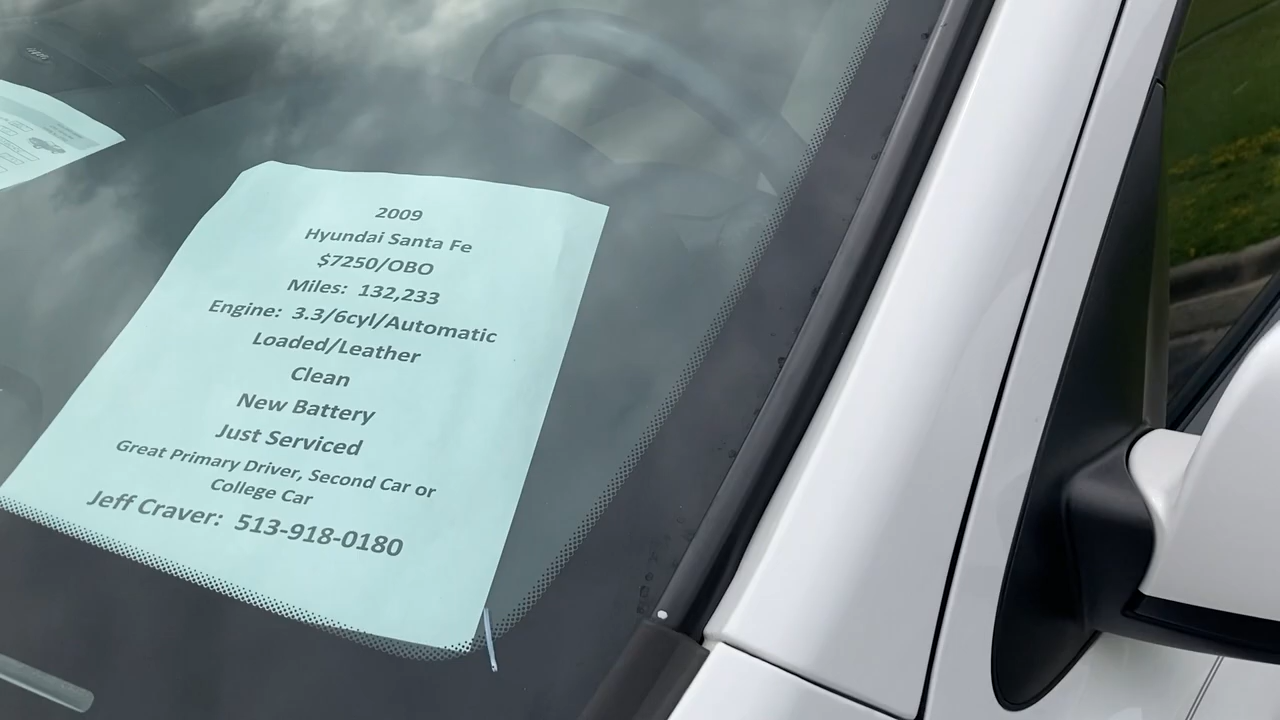 2009
Hyundai Santa Fe
$7250/OBO
Miles: 132,233
Engine: 3.3/6cyl/Automatic
Loaded/Leather
Clean
New Battery
Just Serviced
Great Primary Driver, Second Car or
College Car
Jeff Craver: 513-918-0180